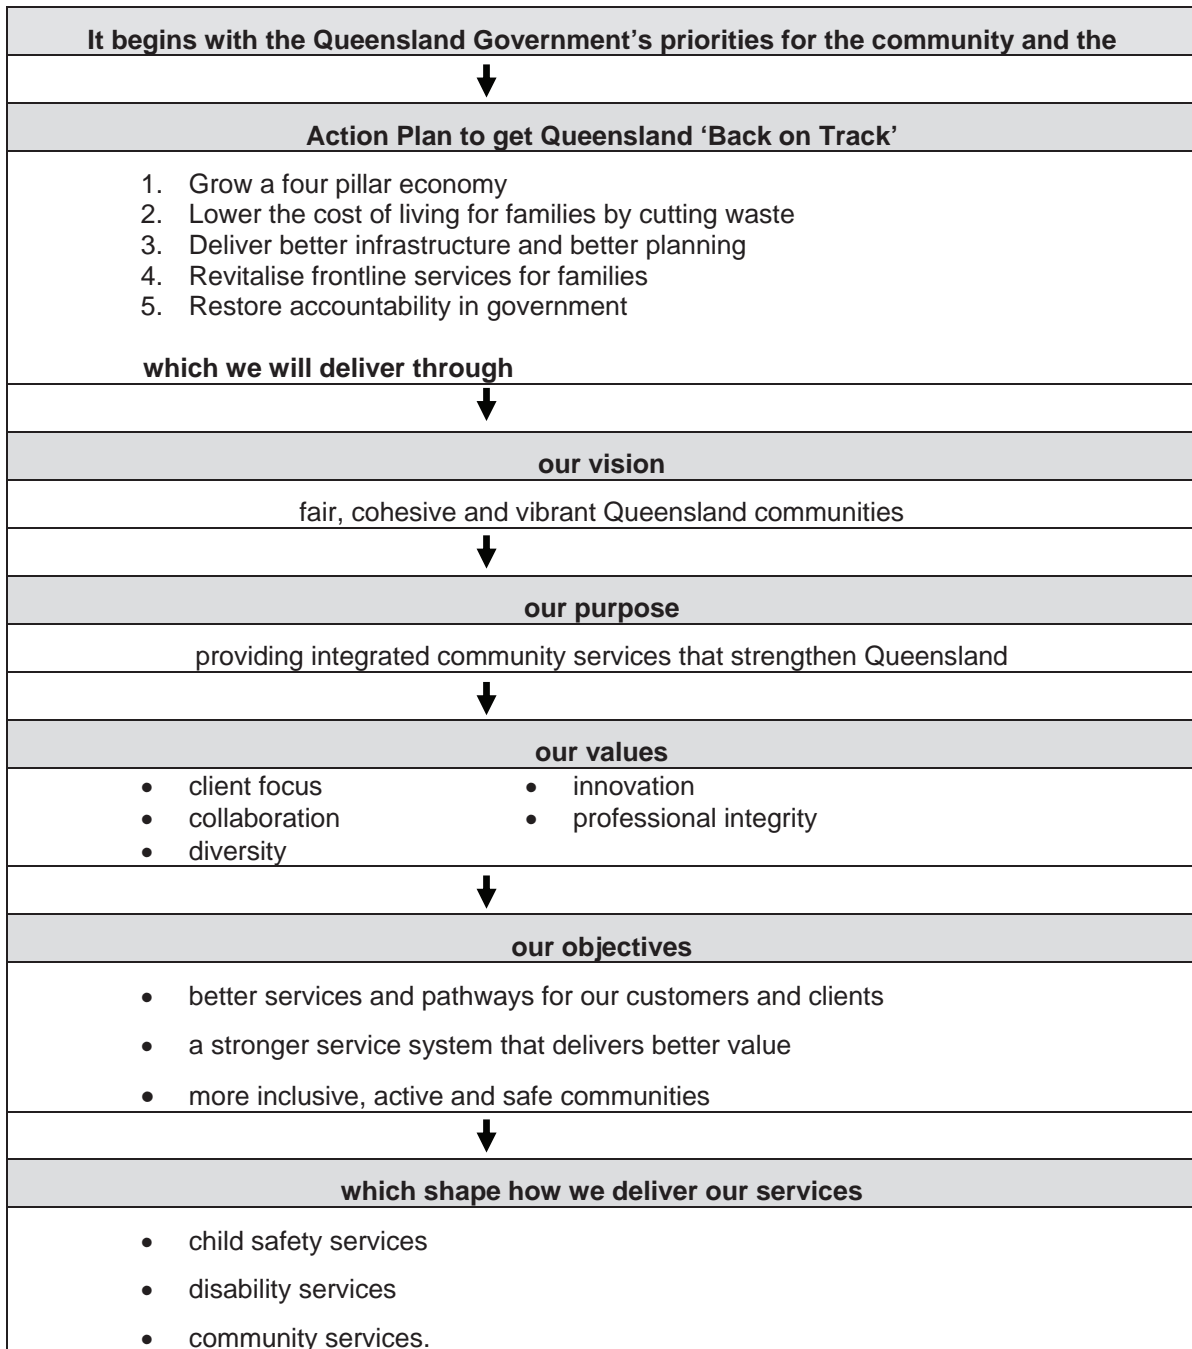 It begins with the Queensland Government's priorities for the community and the
Action Plan to get Queensland ‘Back on Track’
1. Grow a four pillar economy
2. Lower the cost of living for families by cutting waste
3. Deliver better infrastructure and better planning
4. Revitalise frontline services for families
5. Restore accountability in government
which we will deliver through
our vision
fair, cohesive and vibrant Queensland communities
our purpose
providing integrated community services that strengthen Queensland
our values
• client focus
• collaboration
• diversity
• innovation
• professional integrity
our objectives
• better services and pathways for our customers and clients
• a stronger service system that delivers better value
• more inclusive, active and safe communities
which shape how we deliver our services
• child safety services
• disability services
• community services.